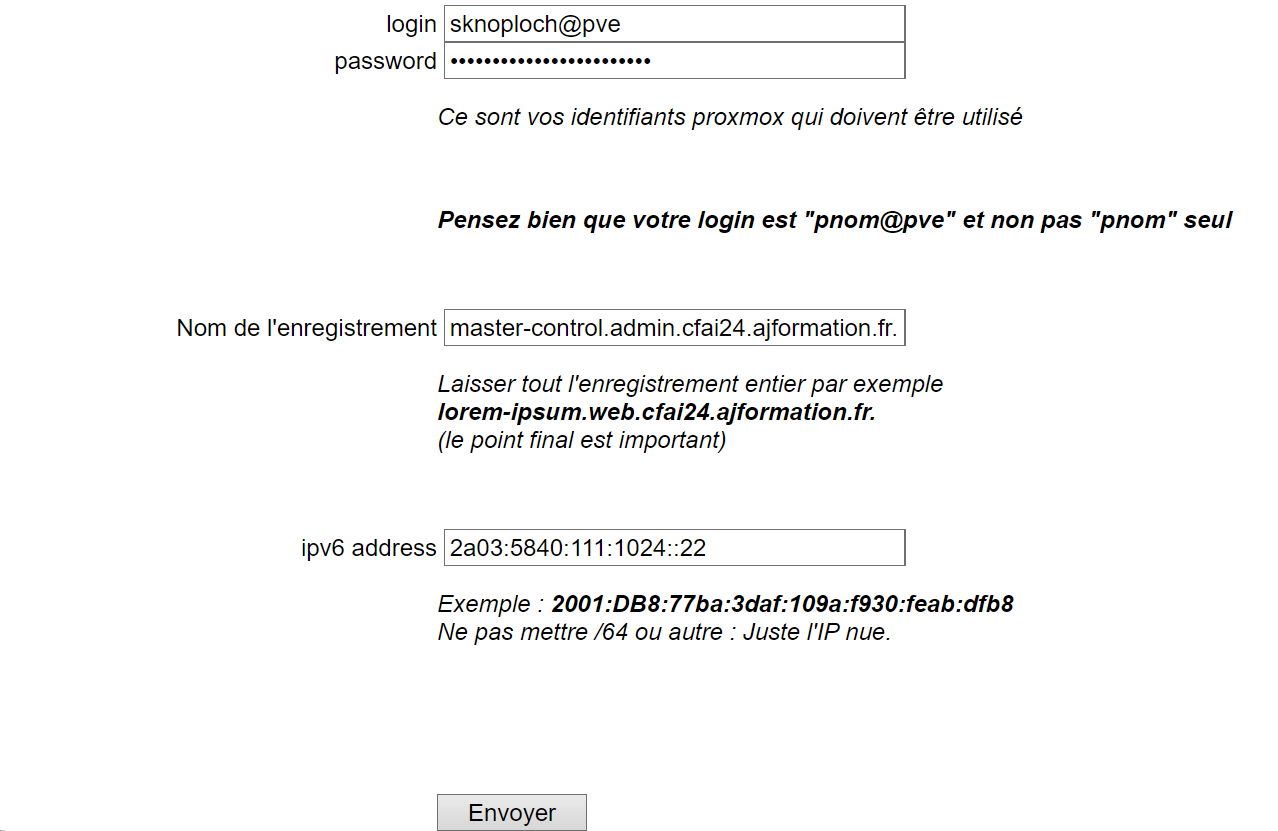 login sknoploch@pve
password ••••••••••••••••••••••••
Ce sont vos identifiants proxmox qui doivent être utilisé
Pensez bien que votre login est "pnom@pve" et non pas "pnom" seul
Nom de l'enregistrement master-control.admin.cfai24.ajformation.fr.
Laisser tout l'enregistrement entier par exemple
lorem-ipsum.web.cfai24.ajformation.fr.
(le point final est important)
ipv6 address 2a03:5840:111:1024::22
Exemple : 2001:DB8:77ba:3daf:109a:f930:feab:dfb8
Ne pas mettre /64 ou autre : Juste l'IP nue.
Envoyer